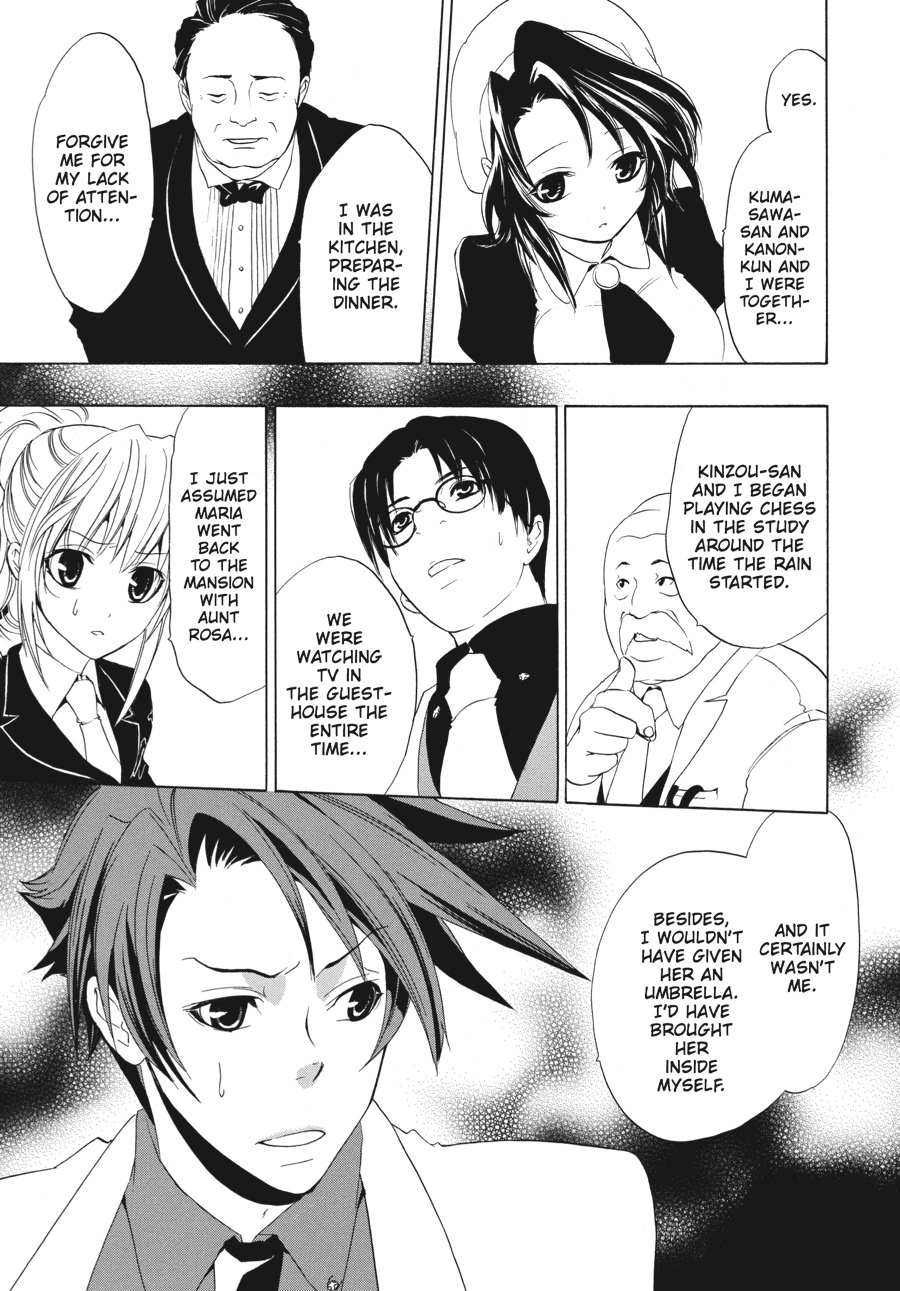 YES.
KUMA-
SAWA-
SAN AND
KANON-
KUN AND
I WERE
TOGETH-
ER...
I WAS
IN THE
KITCHEN,
PREPAR-
ING THE
DINNER.
FORGIVE
ME FOR
MY LACK
OF ATTEN-
TION...
KINZOU-SAN
AND I BEGAN
PLAYING CHESS
IN THE STUDY
AROUND THE
TIME THE RAIN
STARTED.
WE
WERE
WATCHING
TV IN
THE GUEST-
HOUSE THE
ENTIRE
TIME...
I JUST
ASSUMED
MARIA
WENT
BACK
TO THE
MANSION
WITH
AUNT
ROSA...
AND IT
CERTAINLY
WASN'T
ME.
BESIDES,
I WOULDN'T
HAVE GIVEN
HER AN
UMBRELLA.
I'D HAVE
BROUGHT
HER
INSIDE
MYSELF.